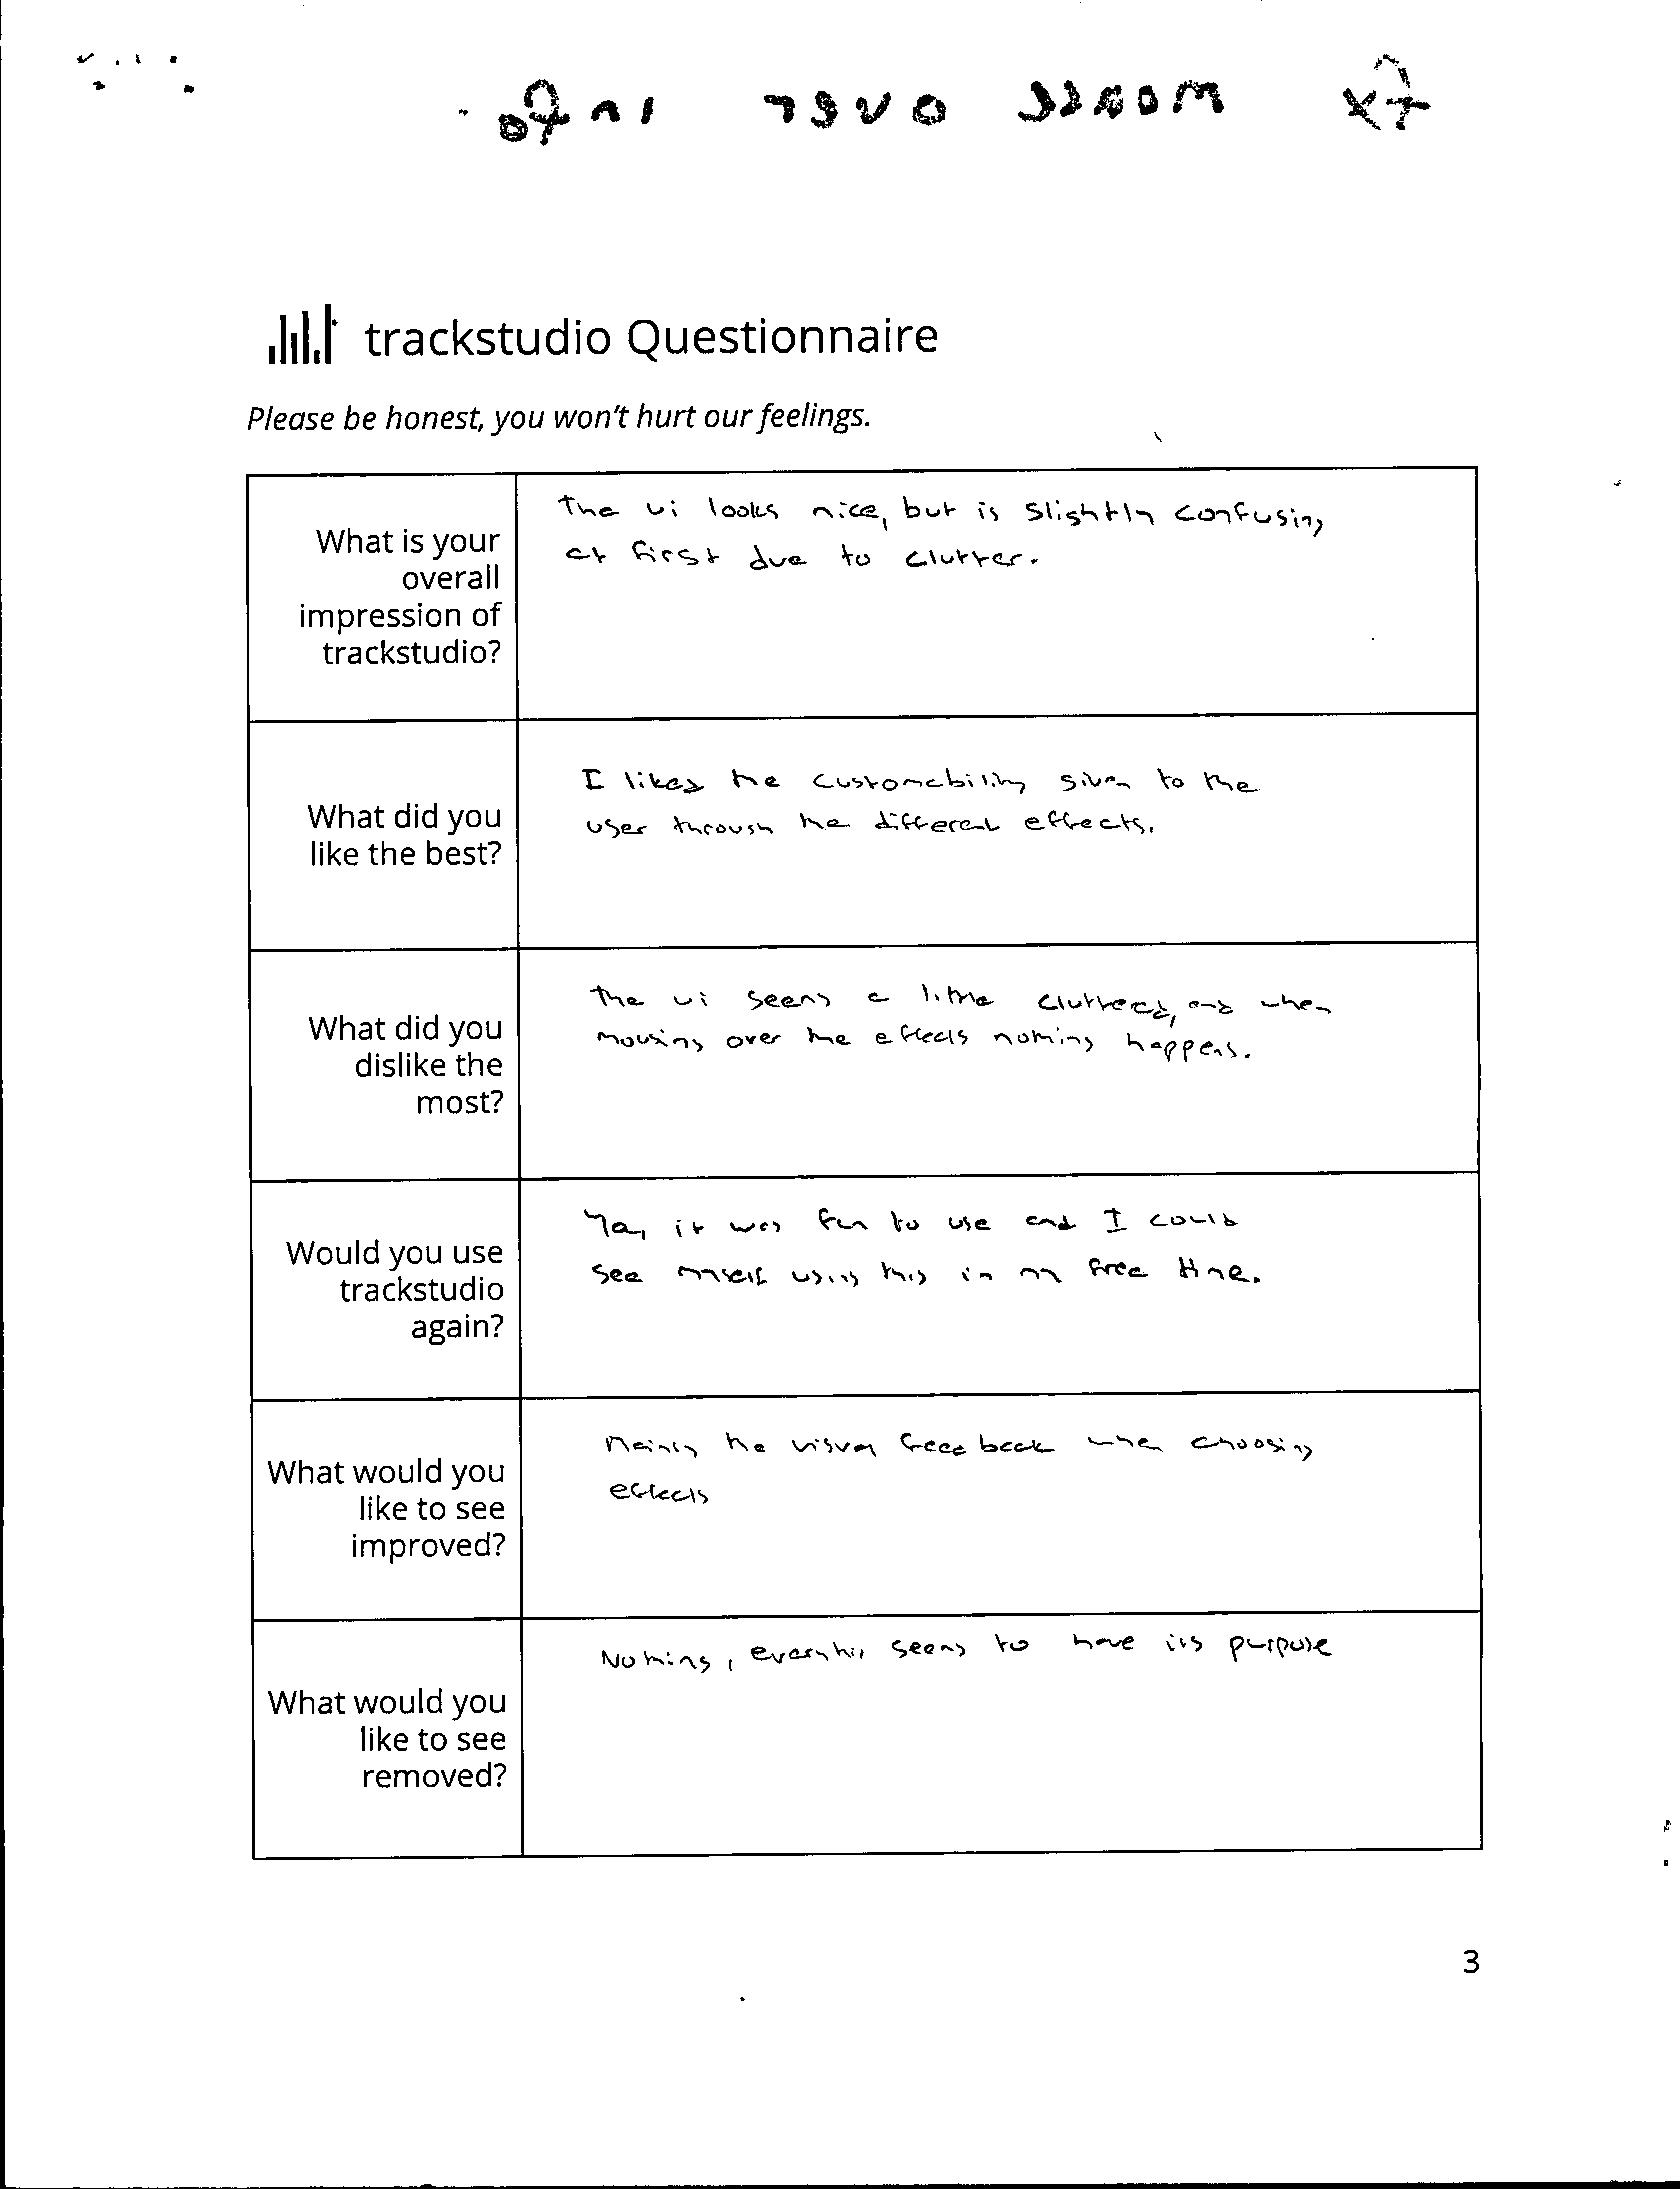 trackstudio Questionnaire
Please be honest, you won't hurt our feelings.
What is your
overall
impression of
trackstudio?
The ui looks nice, but is slightly confusing
at first due to clutter.
What did you
like the best?
I liked the customability given to the
user through the different effects.
What did you
dislike the
most?
The ui seems a little cluttered, and when
mousing over the effects nothing happens.
Would you use
trackstudio
again?
it was fun to use and I could
see myself using this in my free time.
What would you
like to see
improved?
Mainly the visual feedback when choosing
effects
What would you
like to see
removed?
Nothing, seems to have its purpose
3